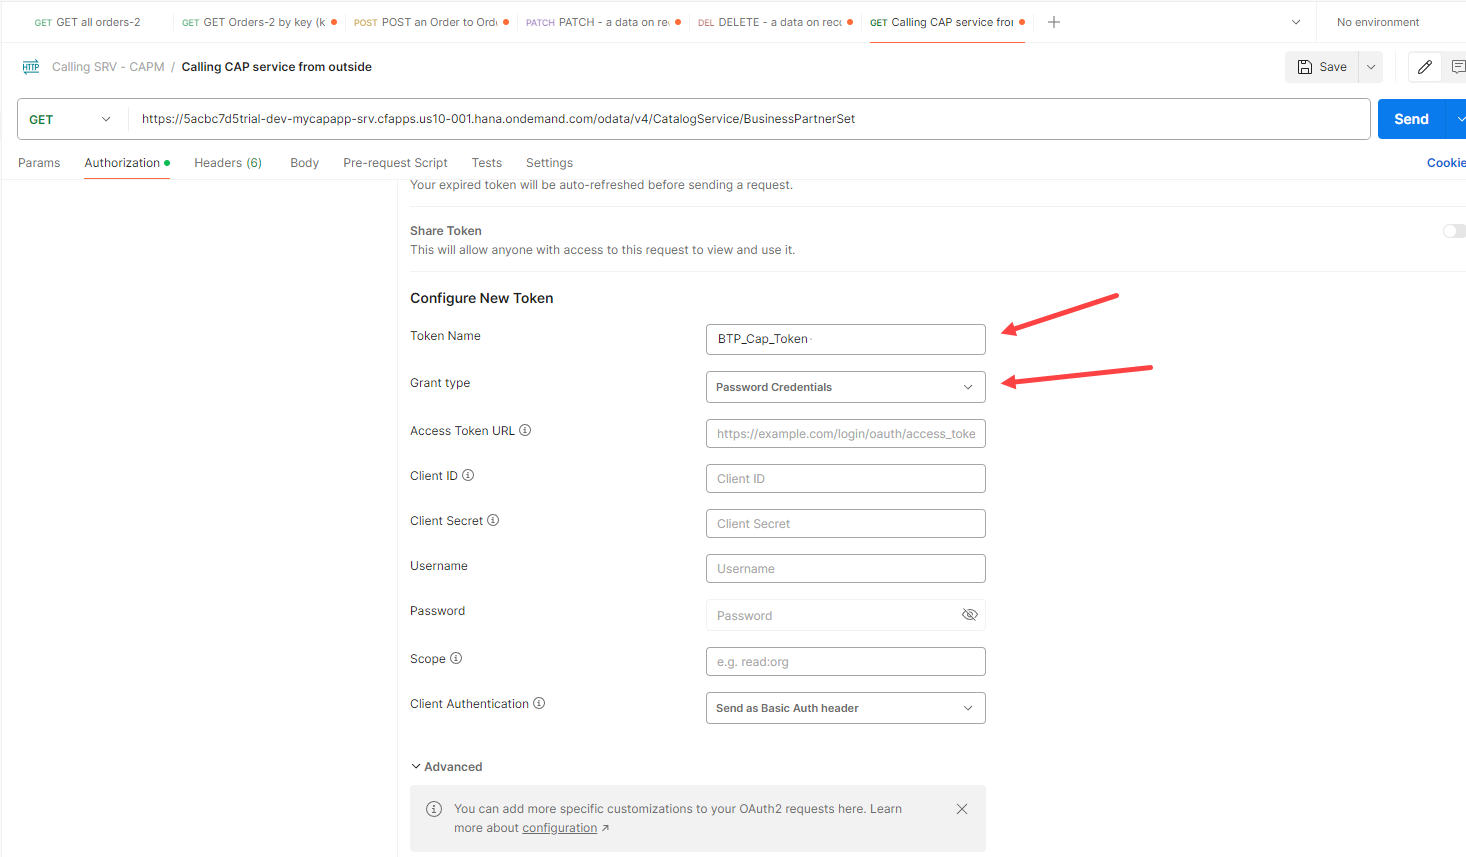 GET GET all orders-2 GET GET Orders-2 by key (k POST POST an Order to Orde PATCH PATCH - a data on re DEL DELETE - a data on reco GET Calling CAP service from No environment
HTTP Calling SRV - CAPM / Calling CAP service from outside Save
GET https://5acbc7d5trial-dev-mycapapp-srv.cfapps.us10-001.hana.ondemand.com/odata/v4/CatalogService/BusinessPartnerSet Send
Params Authorization Headers (6) Body Pre-request Script Tests Settings Cookie
Your expired token will be auto-refreshed before sending a request.
Share Token
This will allow anyone with access to this request to view and use it.
Configure New Token
Token Name BTP_Cap_Token
Grant type Password Credentials
Access Token URL https://example.com/login/oauth/access_toke
Client ID Client ID
Client Secret Client Secret
Username Username
Password Password
Scope e.g. read:org
Client Authentication Send as Basic Auth header
Advanced
You can add more specific customizations to your OAuth2 requests here. Learn
more about configuration ↗